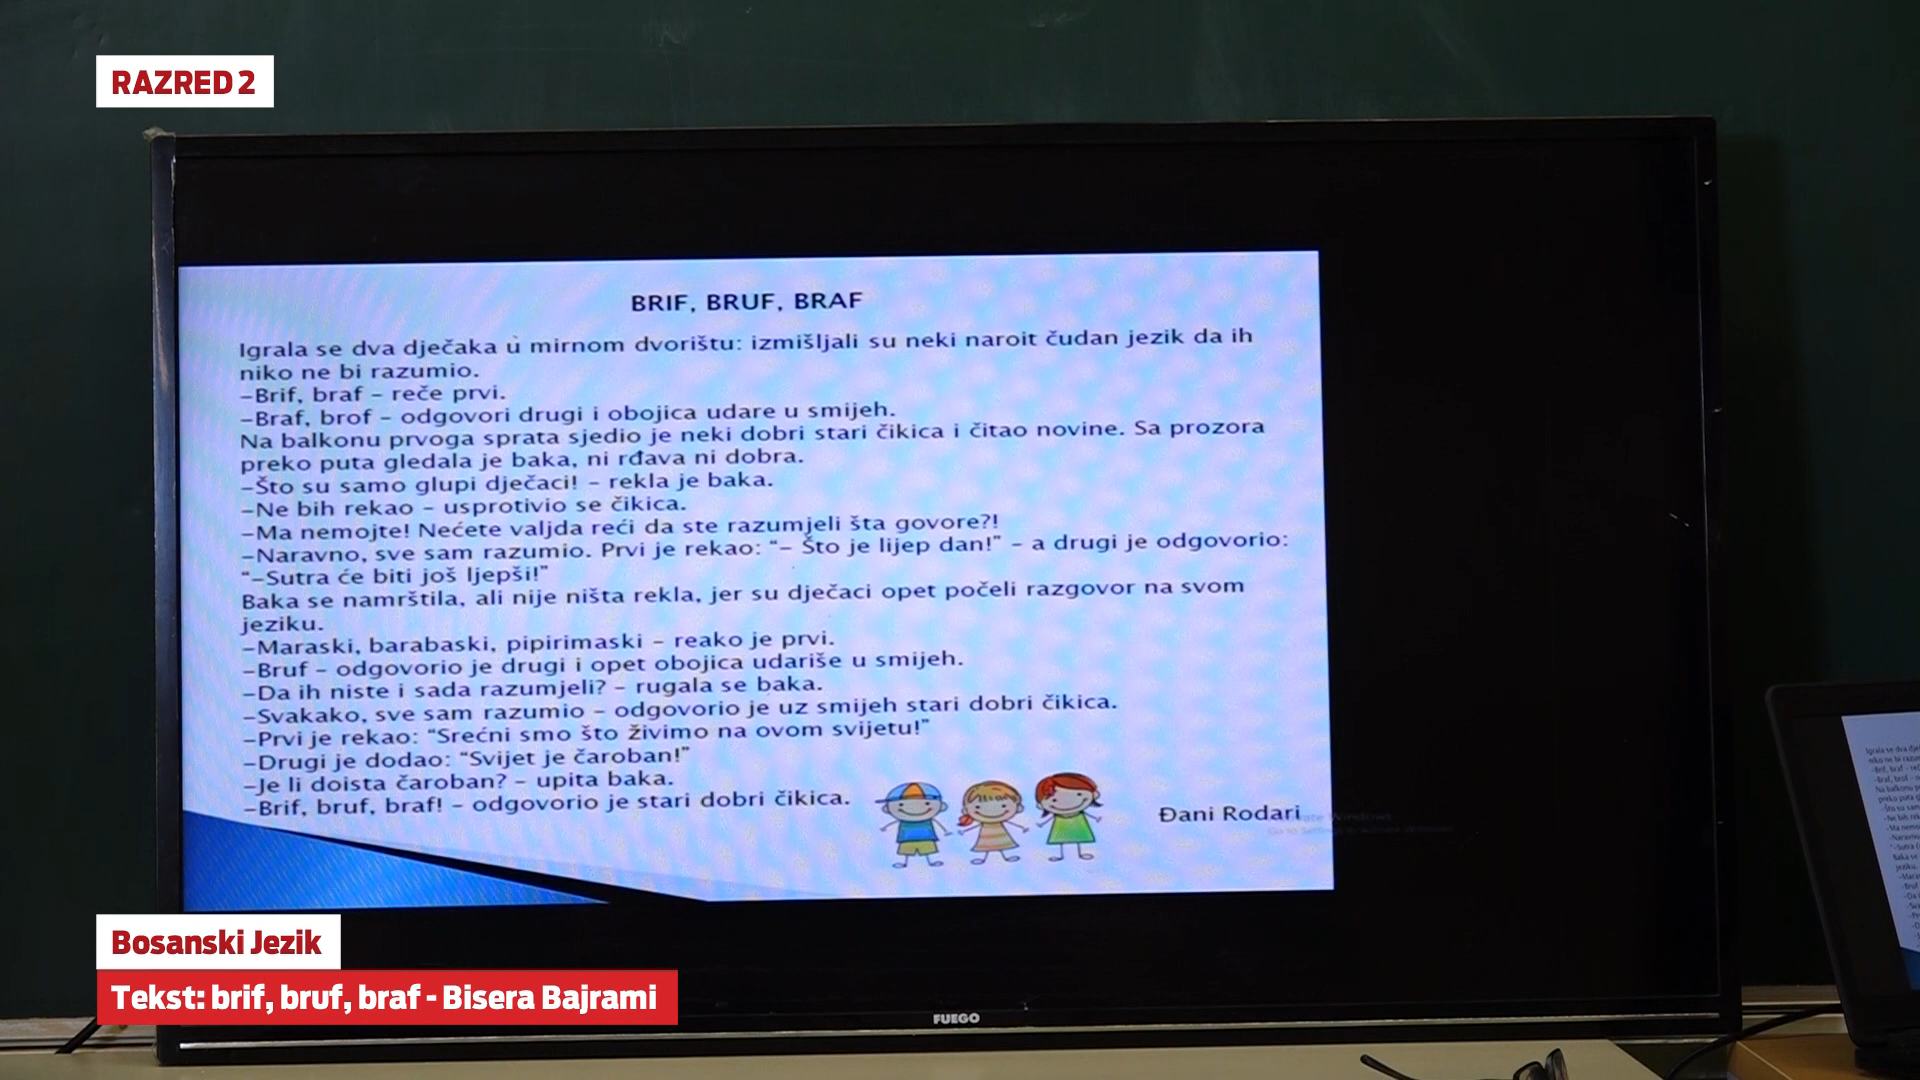 RAZRED 2
BRIF, BRUF, BRAF
Igrala se dva dječaka u mirnom dvorištu: izmišljali su neki naroit čudan jezik da ih
niko ne bi razumio.
–Brif, braf – reče prvi.
–Braf, brof – odgovori drugi i obojica udare u smijeh.
Na balkonu prvoga sprata sjedio je neki dobri stari čikica i čitao novine. Sa prozora
preko puta gledala je baka, ni rđava ni dobra.
–Što su samo glupi dječaci! – rekla je baka.
–Ne bih rekao – usprotivio se čikica.
–Ma nemojte! Nećete valjda reći da ste razumjeli šta govore?!
–Naravno, sve sam razumio. Prvi je rekao: “– Što je lijep dan!” – a drugi je odgovorio:
“–Sutra će biti još ljepši!”
Baka se namrštila, ali nije ništa rekla, jer su dječaci opet počeli razgovor na svom
jeziku.
–Maraski, barabaski, pipirimaski – reako je prvi.
–Bruf – odgovorio je drugi i opet obojica udariše u smijeh.
–Da ih niste i sada razumjeli? – rugala se baka.
–Svakako, sve sam razumio – odgovorio je uz smijeh stari dobri čikica.
–Prvi je rekao: “Srećni smo što živimo na ovom svijetu!”
–Drugi je dodao: “Svijet je čaroban!”
–Je li doista čaroban? – upita baka.
–Brif, bruf, braf! – odgovorio je stari dobri čikica.
Đani Rodari
Bosanski Jezik
Tekst: brif, bruf, braf - Bisera Bajrami
FUEGO